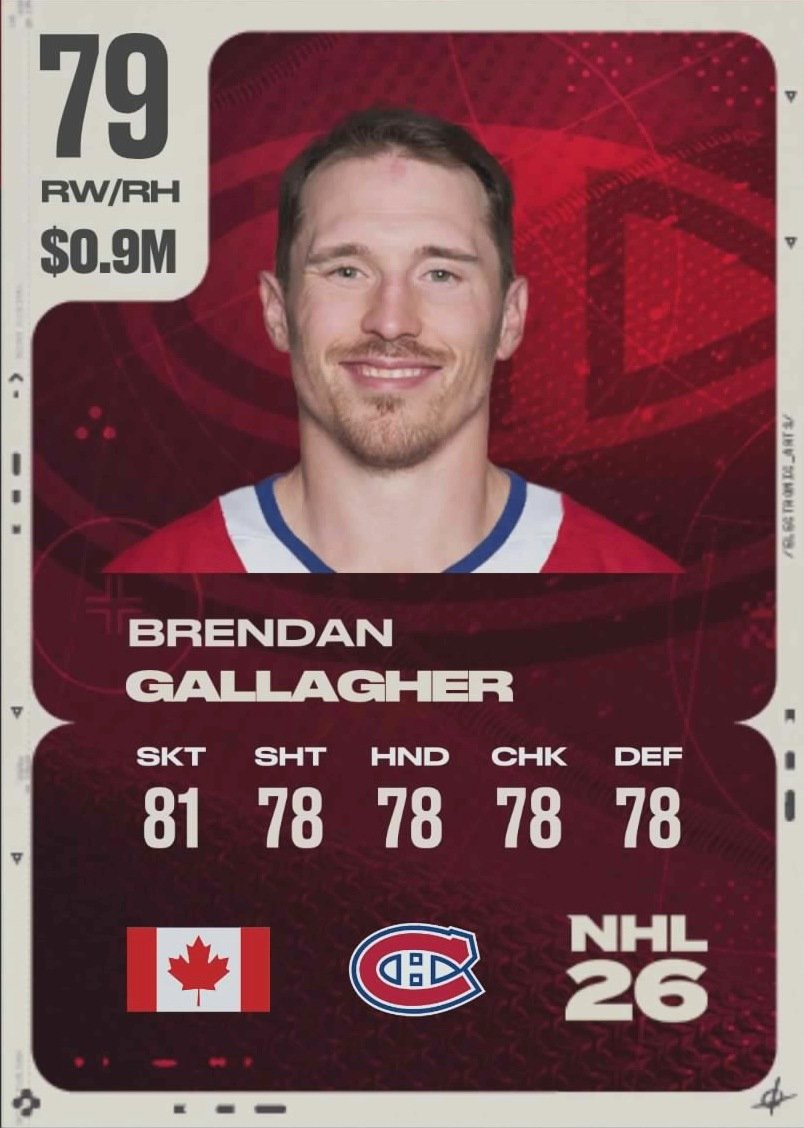 79
RW/RH
$0.9M
BRENDAN
GALLAGHER
SKT SHT HND CHK DEF
81 78 78 78 78
NHL
26